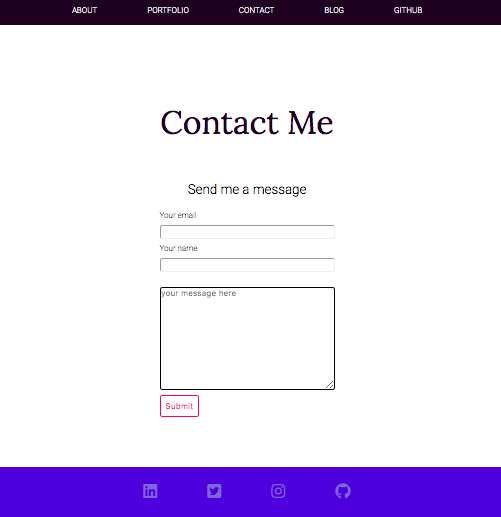 ABOUT PORTFOLIO CONTACT BLOG GITHUB
Contact Me
Send me a message
Your email
Your name
your message here
Submit